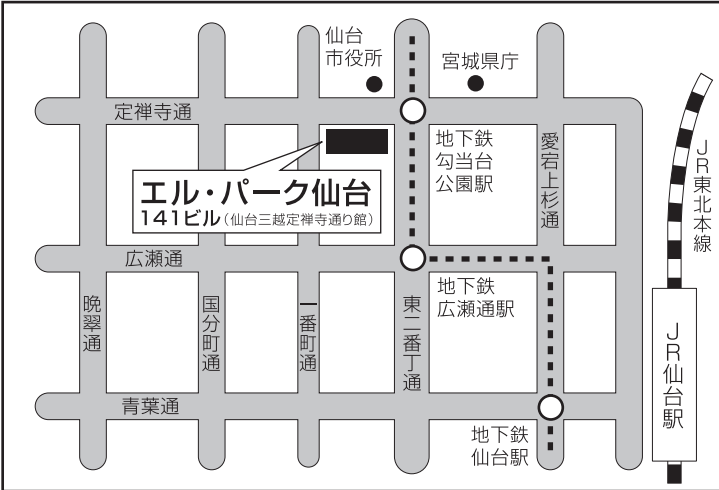 仙台
市役所
宮城県庁
定禅寺通
地下鉄
勾当台
公園駅
愛宕上杉通
JR東北本線
エル・パーク仙台
141ビル(仙台三越定禅寺通り館)
広瀬通
地下鉄
広瀬通駅
晩翠通
国分町通
一番町通
東二番丁通
JR仙台駅
青葉通
地下鉄
仙台駅